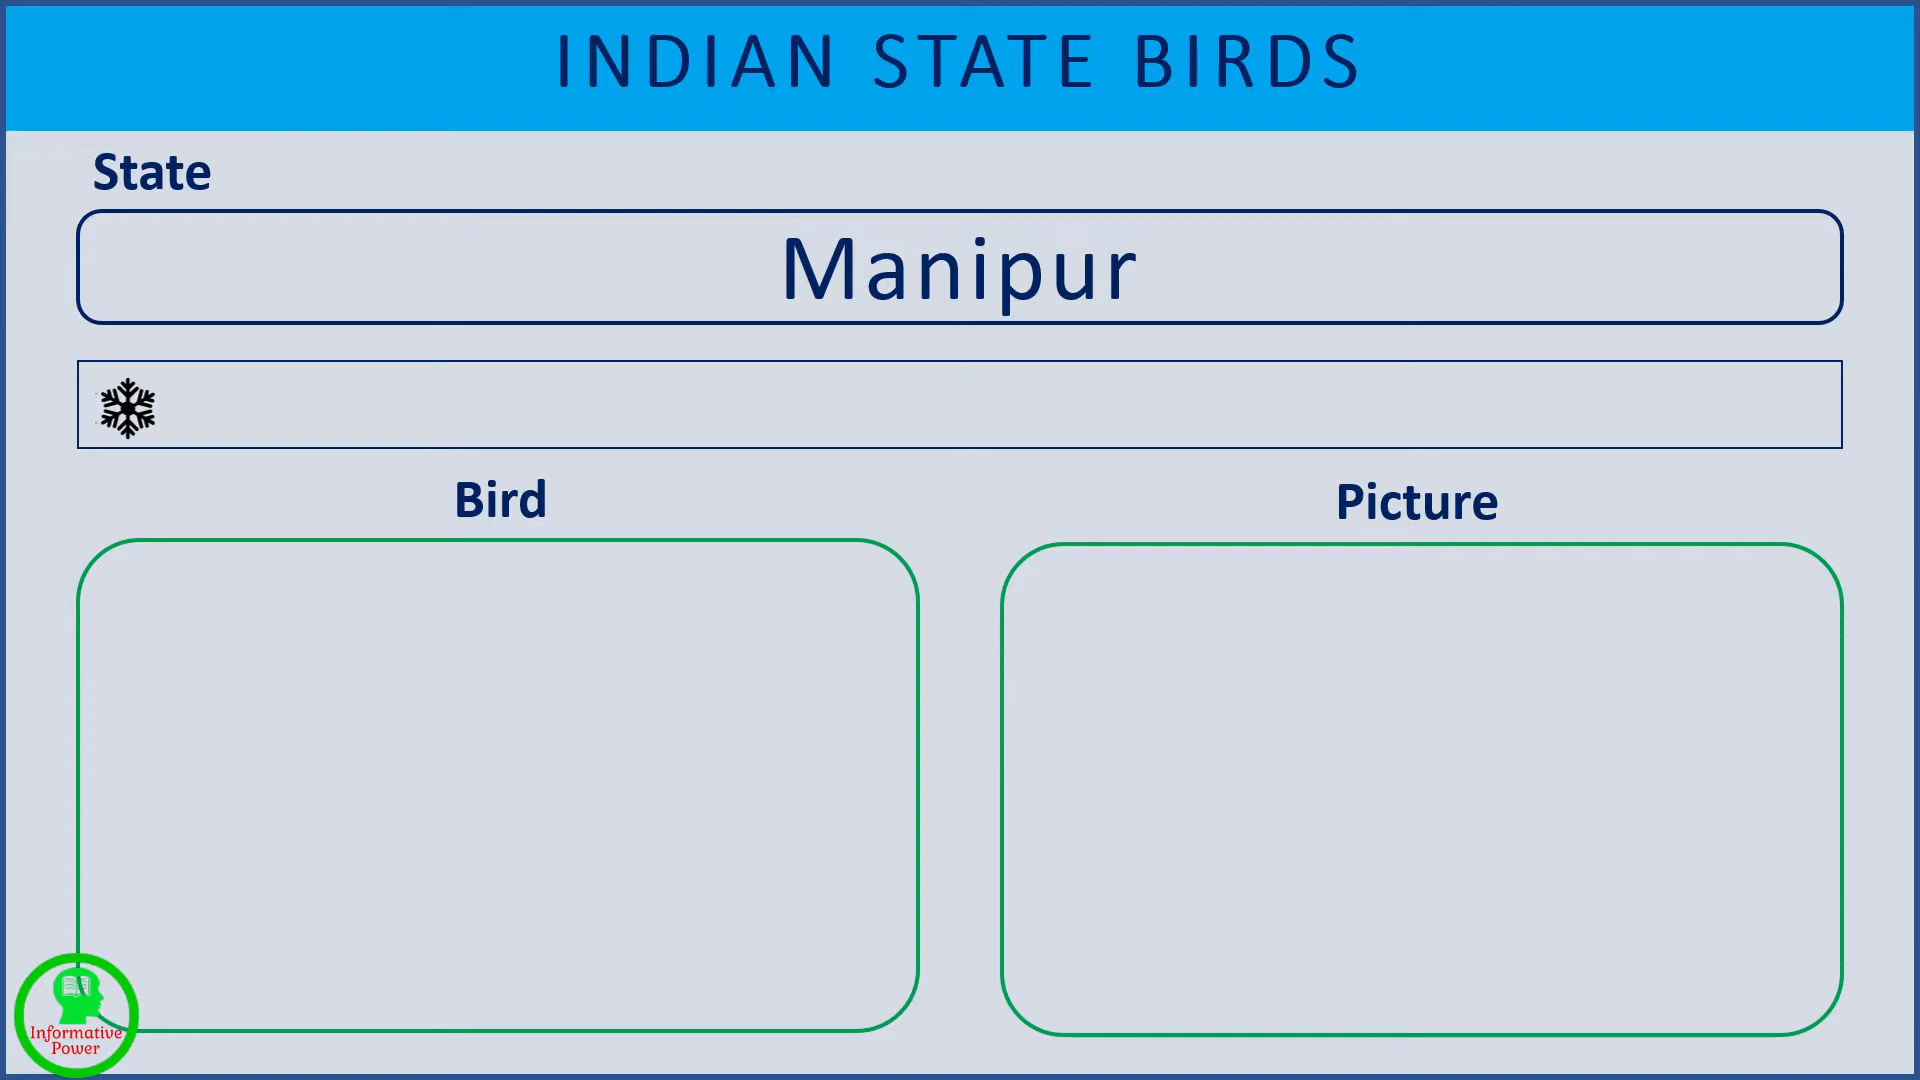 INDIAN STATE BIRDS
State
Manipur
Bird
Picture
Informative
Power